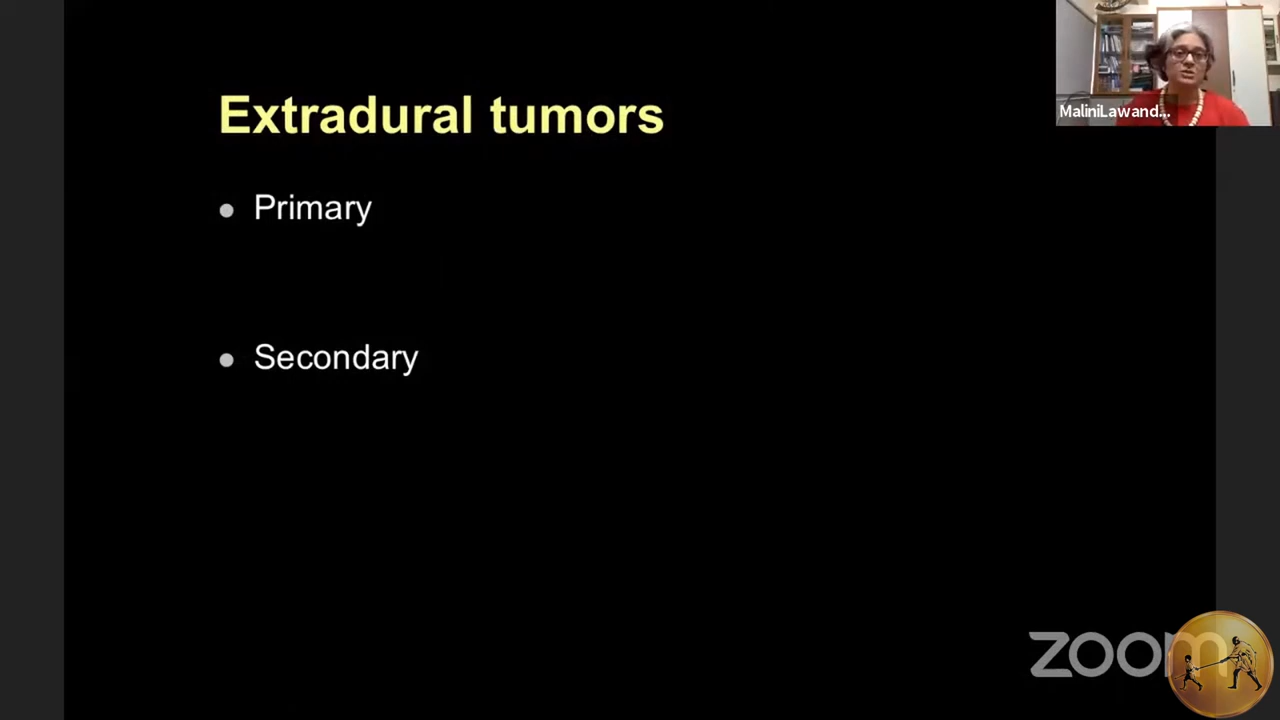 Extradural tumors
MaliniLawand...
● Primary
● Secondary
zoom